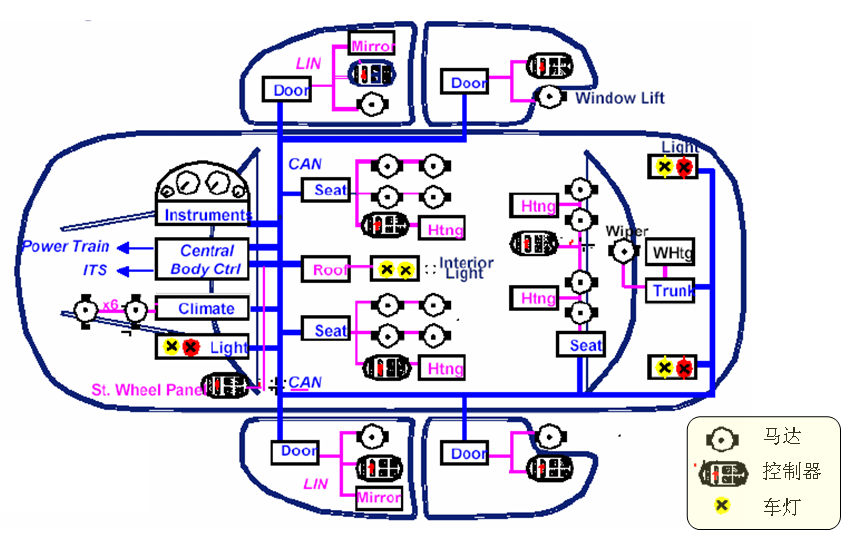 Mirror
LIN
Door
Door
Window Lift
Light
CAN
Seat
Instruments
Htng
Htng
Wiper
Power Train
Central
Body Ctrl
ITS
WHtg
Roof
Interior
Light
Trunk
x6
Climate
Htng
Seat
Light
Seat
Htng
St. Wheel Panel
CAN
Door
Door
LIN
Mirror
马达
控制器
车灯